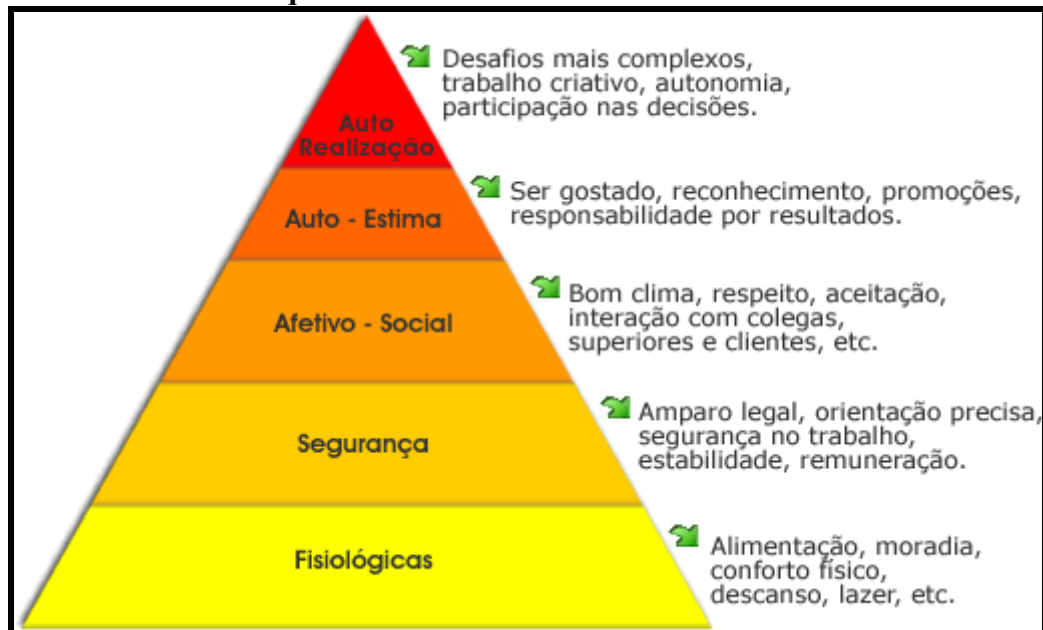 Auto
Realização
Desafios mais complexos,
trabalho criativo, autonomia,
participação nas decisões.
Auto - Estima
Ser gostado, reconhecimento, promoções,
responsabilidade por resultados.
Afetivo - Social
Bom clima, respeito, aceitação,
interação com colegas,
superiores e clientes, etc.
Segurança
Amparo legal, orientação precisa,
segurança no trabalho,
estabilidade, remuneração.
Fisiológicas
Alimentação, moradia,
conforto físico,
descanso, lazer, etc.